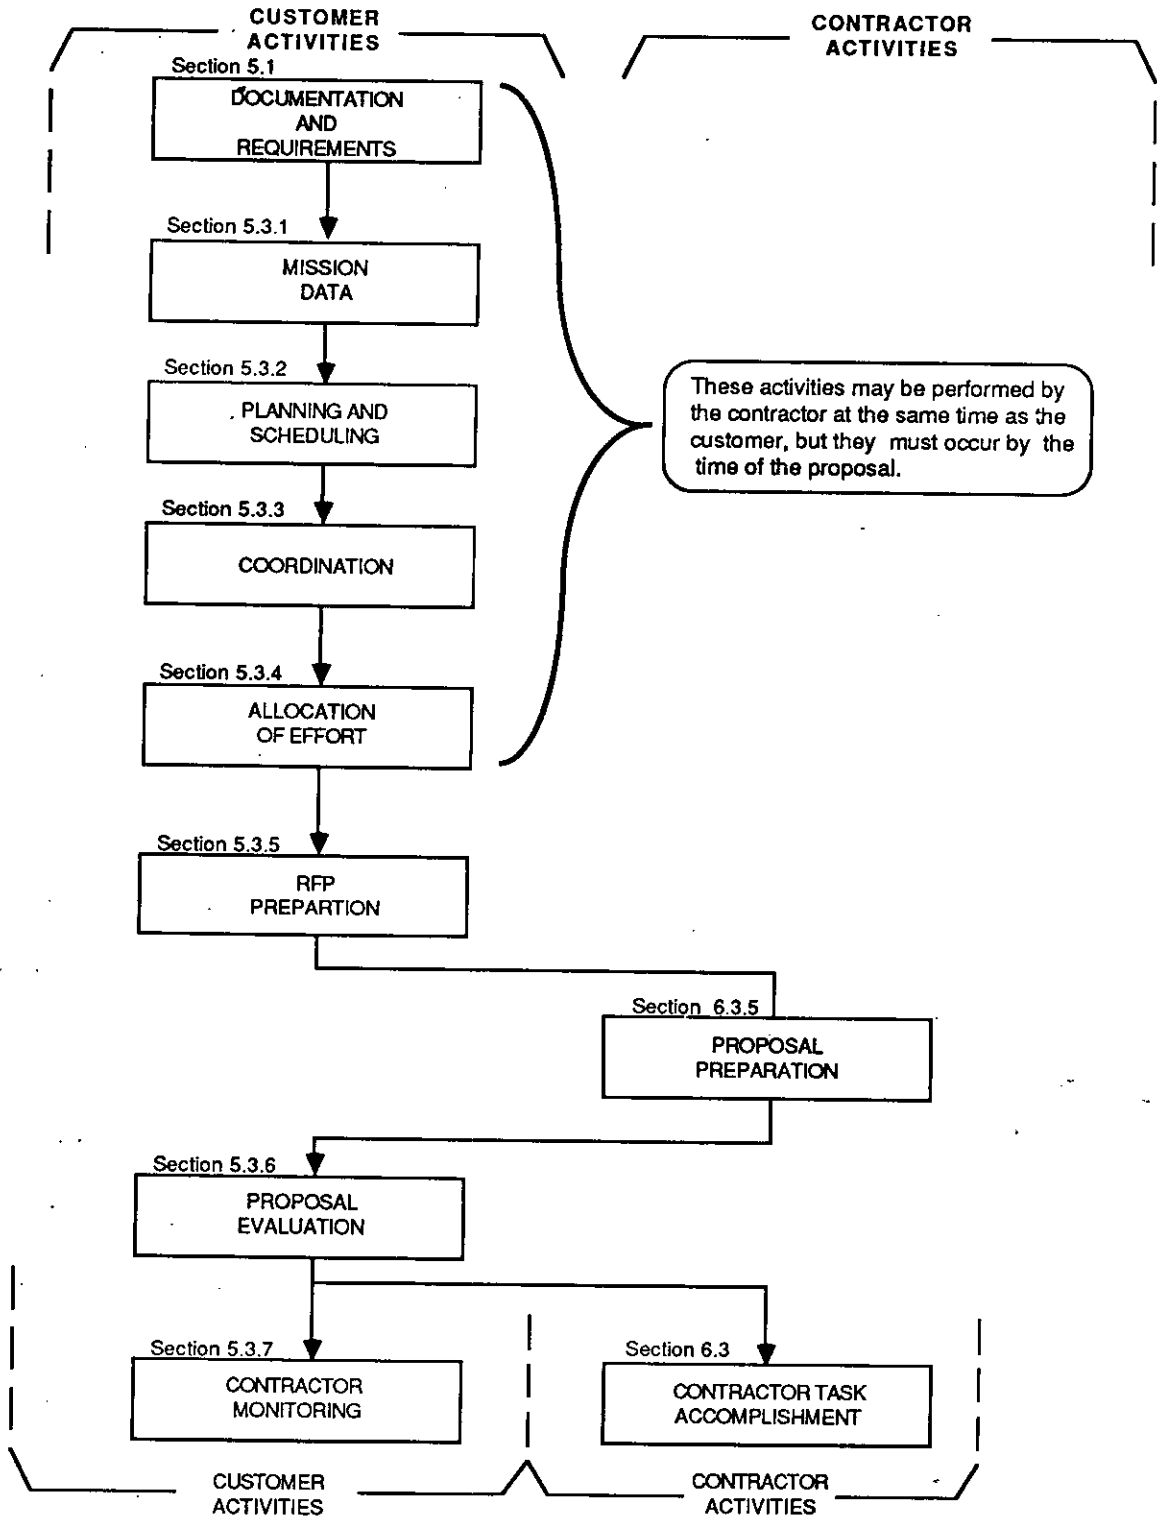 CUSTOMER
ACTIVITIES
CONTRACTOR
ACTIVITIES
Section 5.1
DOCUMENTATION
AND
REQUIREMENTS
Section 5.3.1
MISSION
DATA
Section 5.3.2
PLANNING AND
SCHEDULING
These activities may be performed by
the contractor at the same time as the
customer, but they must occur by the
time of the proposal.
Section 5.3.3
COORDINATION
Section 5.3.4
ALLOCATION
OF EFFORT
Section 5.3.5
RFP
PREPARTION
Section 6.3.5
PROPOSAL
PREPARATION
Section 5.3.6
PROPOSAL
EVALUATION
Section 5.3.7
CONTRACTOR
MONITORING
Section 6.3
CONTRACTOR TASK
ACCOMPLISHMENT
CUSTOMER
ACTIVITIES
CONTRACTOR
ACTIVITIES